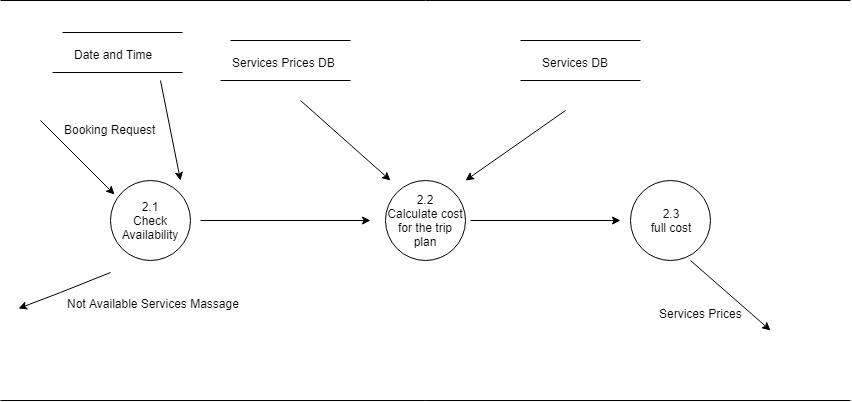 Date and Time
Services Prices DB
Services DB
Booking Request
2.1
Check
Availability
2.2
Calculate cost
for the trip
plan
2.3
full cost
Not Available Services Massage
Services Prices